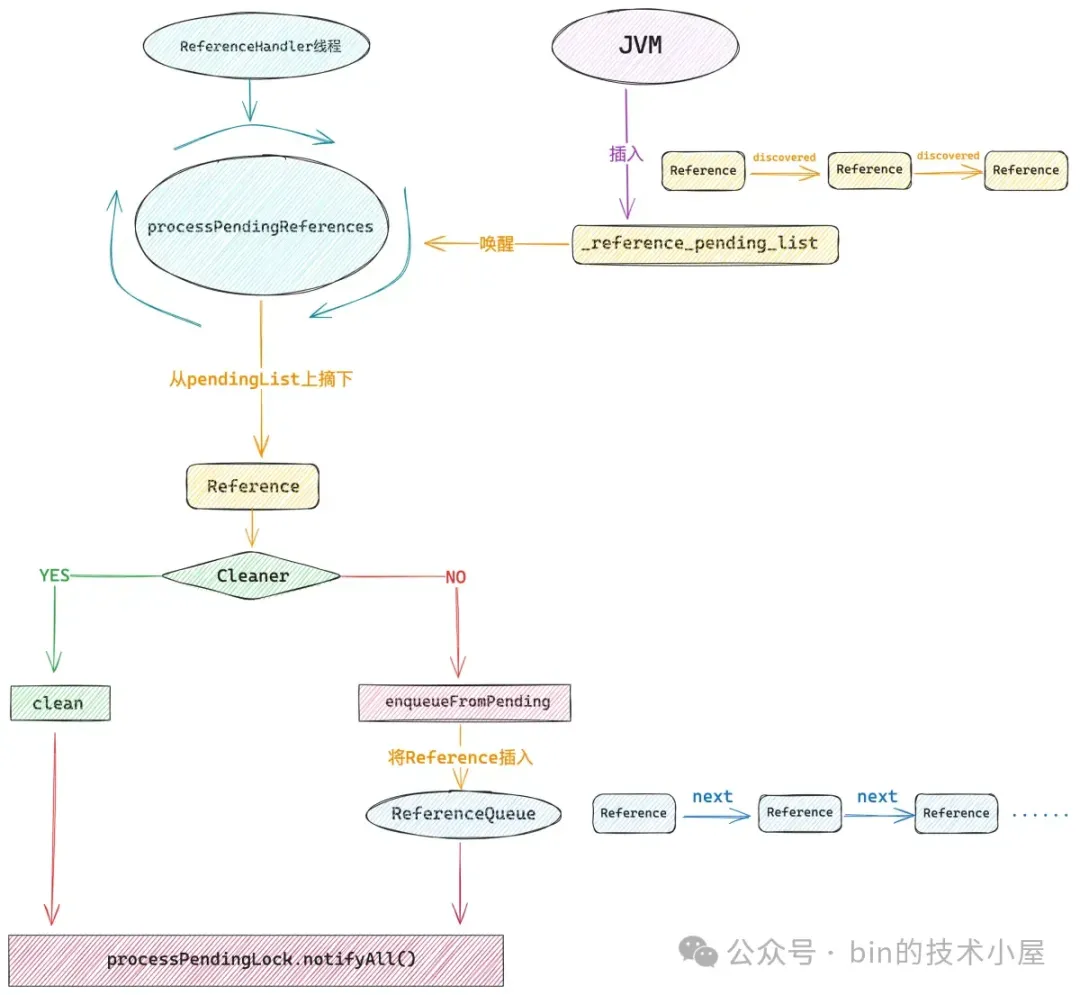 ReferenceHandler线程
JVM
插入
Reference
discovered
Reference
discovered
Reference
processPendingReferences
唤醒
_reference_pending_list
从pendingList上摘下
Reference
Cleaner
YES
NO
clean
enqueueFromPending
将Reference插入
ReferenceQueue
Reference
next
Reference
next
Reference
......
processPendingLock.notifyAll()
公众号 · bin的技术小屋